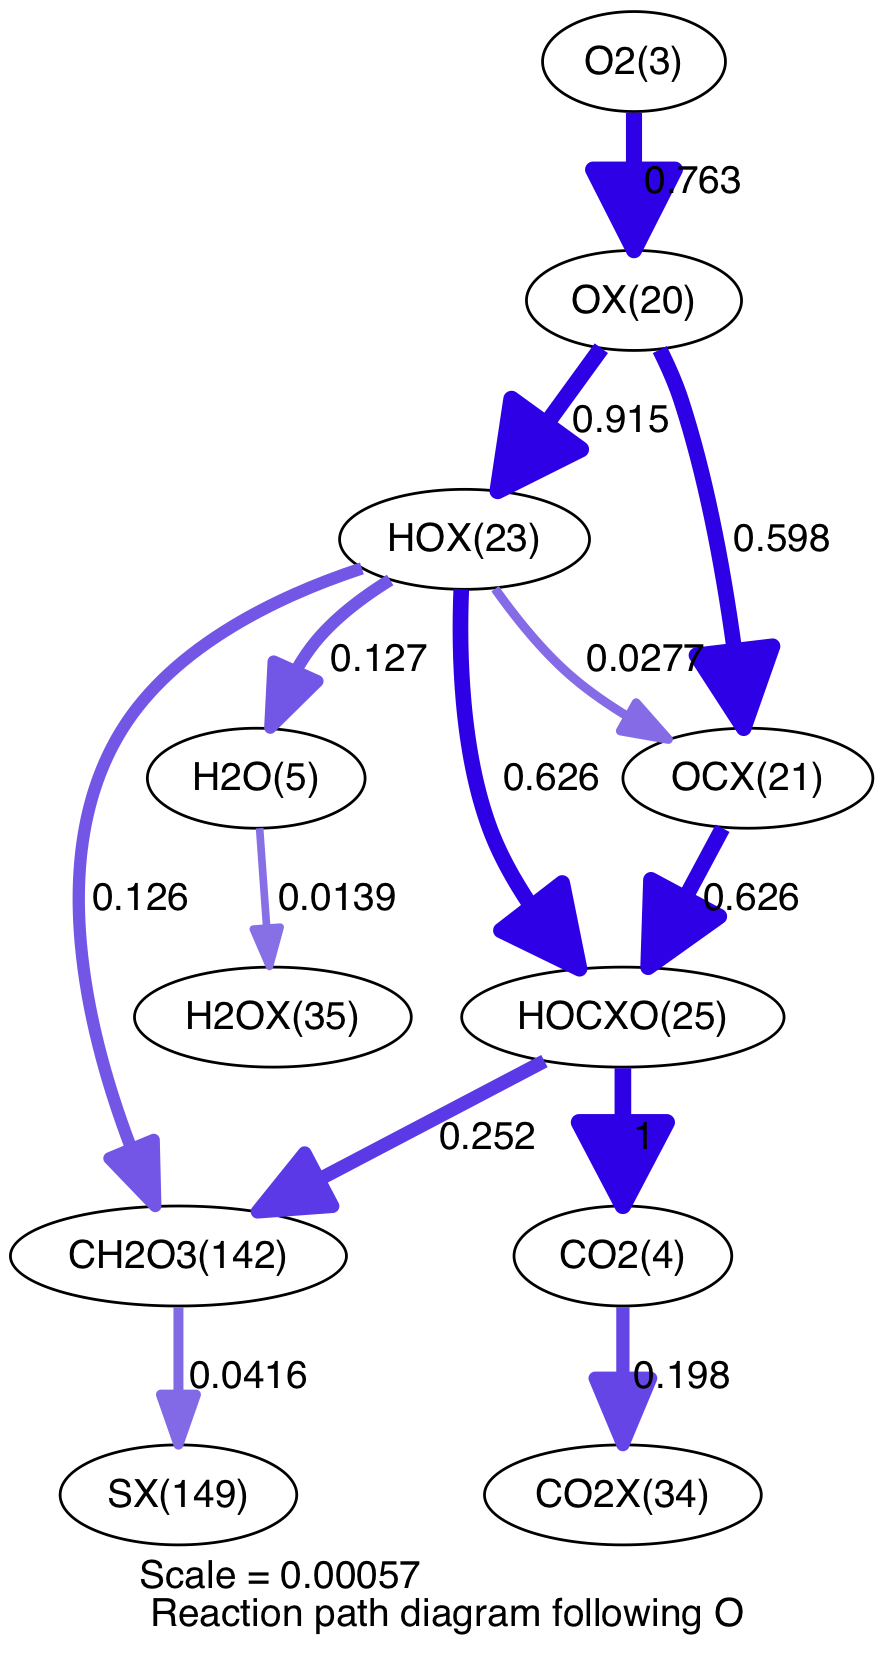 O2(3)
0.763
OX(20)
0.915
HOX(23)
0.598
0.127
0.0277
H2O(5)
0.626
OCX(21)
0.126
0.0139
0.626
H2OX(35)
HOCXO(25)
0.252
1
CH2O3(142)
CO2(4)
0.0416
0.198
SX(149)
CO2X(34)
Scale = 0.00057
Reaction path diagram following O